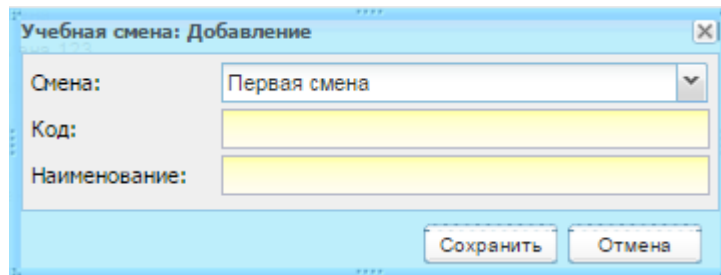 Учебная смена: Добавление
Смена: Первая смена
Код:
Наименование:
Сохранить Отмена